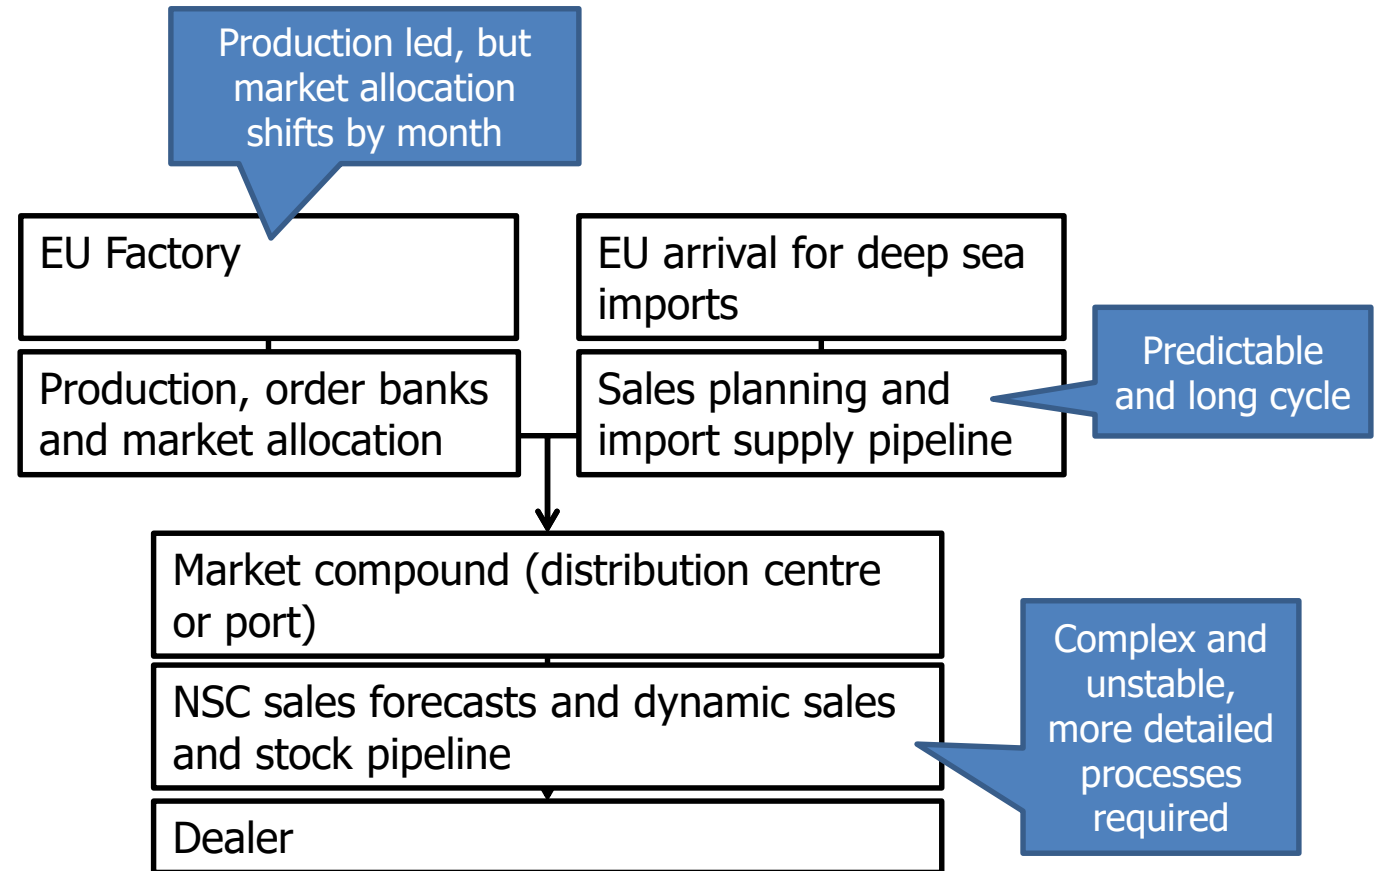 Production led, but
market allocation
shifts by month
EU Factory
EU arrival for deep sea
imports
Predictable
and long cycle
Production, order banks
and market allocation
Sales planning and
import supply pipeline
Market compound (distribution centre
or port)
NSC sales forecasts and dynamic sales
and stock pipeline
Complex and
unstable,
more detailed
processes
required
Dealer